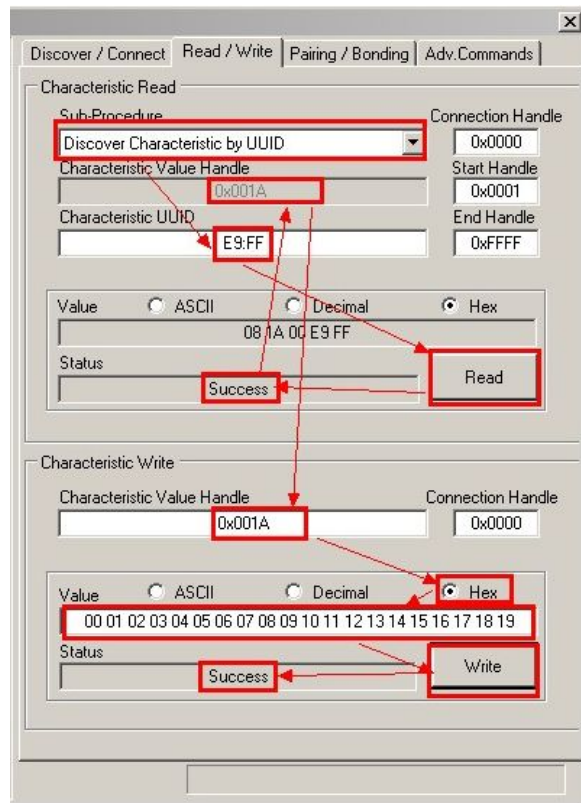 Discover / Connect Read / Write Pairing / Bonding Adv.Commands
Characteristic Read
Sub-Procedure Connection Handle
Discover Characteristic by UUID 0x0000
Characteristic Value Handle Start Handle
0x001A 0x0001
Characteristic UUID End Handle
E9:FF 0xFFFF
Value ASCII Decimal Hex
08 1A 00 E9 FF
Status
Success Read
Characteristic Write
Characteristic Value Handle Connection Handle
0x001A 0x0000
Value ASCII Decimal Hex
00 01 02 03 04 05 06 07 08 09 10 11 12 13 14 15 16 17 18 19
Status
Success Write